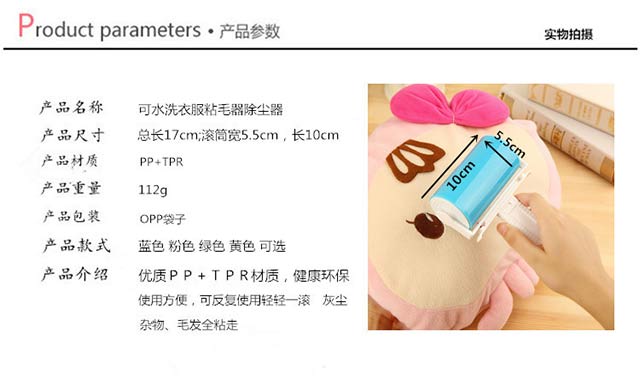 Product parameters • 产品参数
实物拍摄
产品名称 可水洗衣服粘毛器除尘器
产品尺寸 总长17cm;滚筒宽5.5cm，长10cm
产品材质 PP+TPR
产品重量 112g
产品包装 OPP袋子
产品款式 蓝色 粉色 绿色 黄色 可选
产品介绍 优质PP+TPR材质，健康环保
使用方便，可反复使用轻轻一滚 灰尘
杂物、毛发全粘走
5.5cm
10cm